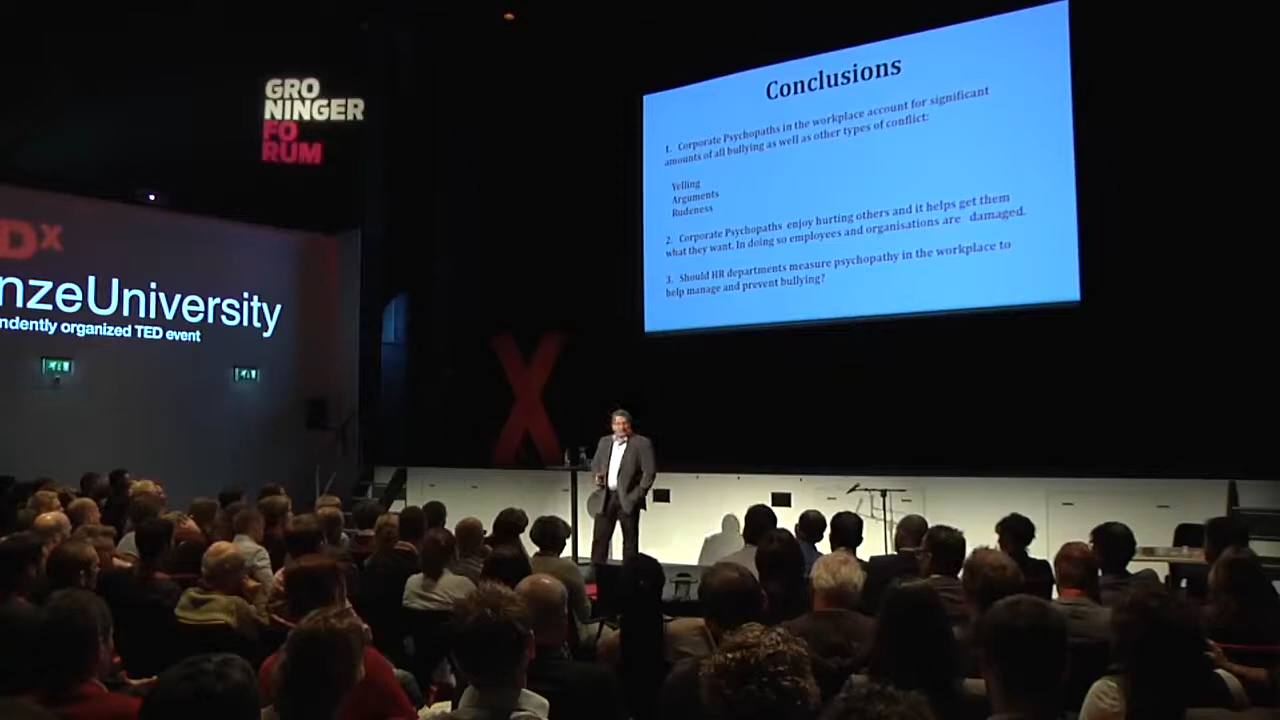 GRO
NINGER
FO
RUM
Dx
nzeUniversity
ndently organized TED event
X
Conclusions
1. Corporate Psychopaths in the workplace account for significant
amounts of all bullying as well as other types of conflict:
Yelling
Arguments
Rudeness
2. Corporate Psychopaths enjoy hurting others and it helps get them
what they want. In doing so employees and organisations are damaged.
3. Should HR departments measure psychopathy in the workplace to
help manage and prevent bullying?